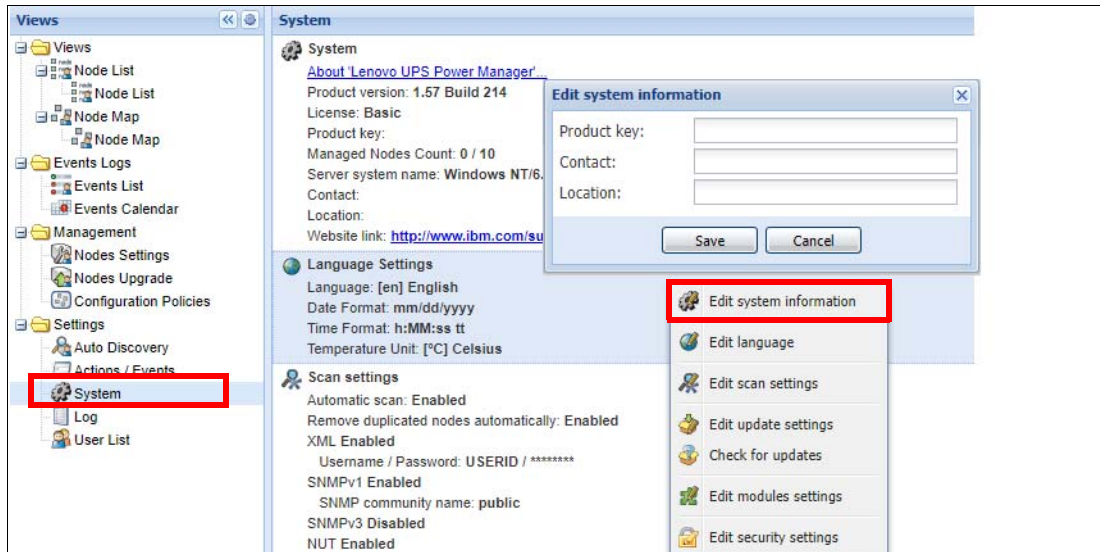 Views
Views
Node List
Node List
Node Map
Node Map
Events Logs
Events List
Events Calendar
Management
Nodes Settings
Nodes Upgrade
Configuration Policies
Settings
Auto Discovery
Actions / Events
System
Log
User List
System
System
About 'Lenovo UPS Power Manager'...
Product version: 1.57 Build 214
License: Basic
Product key:
Managed Nodes Count: 0 / 10
Server system name: Windows NT/6.
Contact:
Location:
Website link: http://www.ibm.com/su
Language Settings
Language: [en] English
Date Format: mm/dd/yyyy
Time Format: h:MM:ss tt
Temperature Unit: [°C] Celsius
Scan settings
Automatic scan: Enabled
Remove duplicated nodes automatically: Enabled
XML Enabled
Username / Password: USERID / ********
SNMPv1 Enabled
SNMP community name: public
SNMPv3 Disabled
NUT Enabled
Edit system information
Product key:
Contact:
Location:
Save Cancel
Edit system information
Edit language
Edit scan settings
Edit update settings
Check for updates
Edit modules settings
Edit security settings